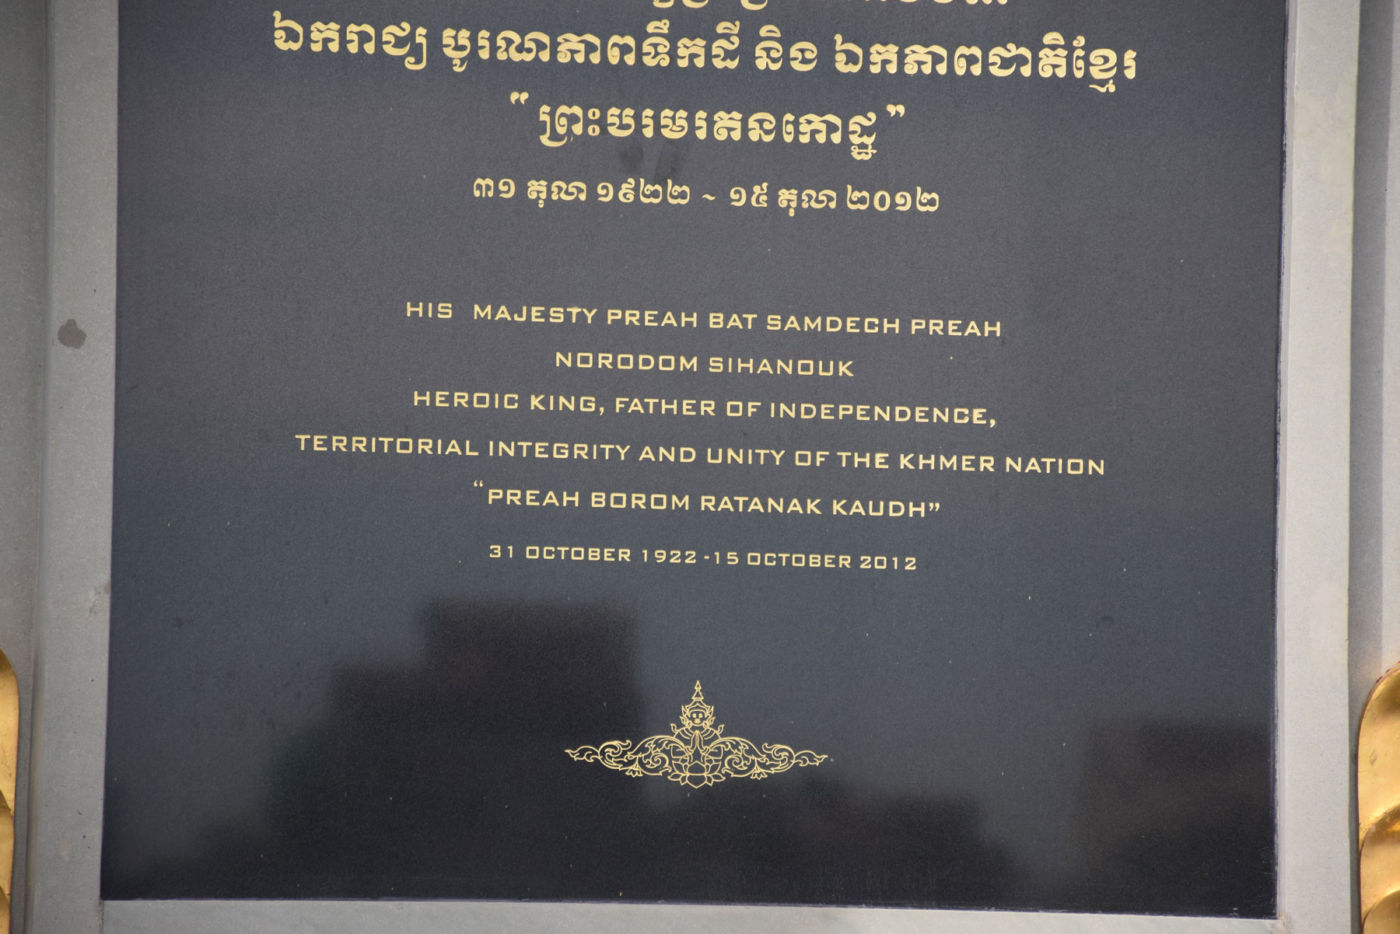 ឯករាជ្យ បូរណភាពទឹកដី និង ឯកភាពជាតិខ្មែរ
“ ព្រះបរមរតនកោដ្ឋ ”
៣១ តុលា ១៩២២ ~ ១៥ តុលា ២០១២
HIS MAJESTY PREAH BAT SAMDECH PREAH
NORODOM SIHANOUK
HEROIC KING, FATHER OF INDEPENDENCE,
TERRITORIAL INTEGRITY AND UNITY OF THE KHMER NATION
“PREAH BOROM RATANAK KAUDH”
31 OCTOBER 1922 -15 OCTOBER 2012